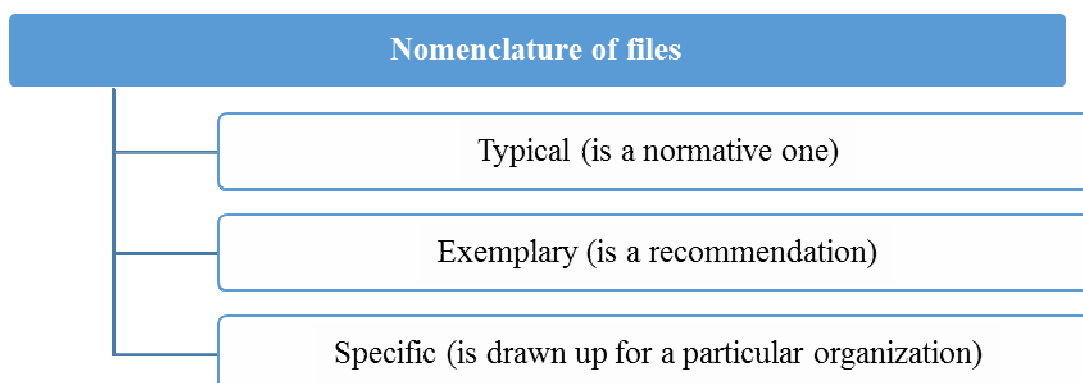 Nomenclature of files
Typical (is a normative one)
Exemplary (is a recommendation)
Specific (is drawn up for a particular organization)